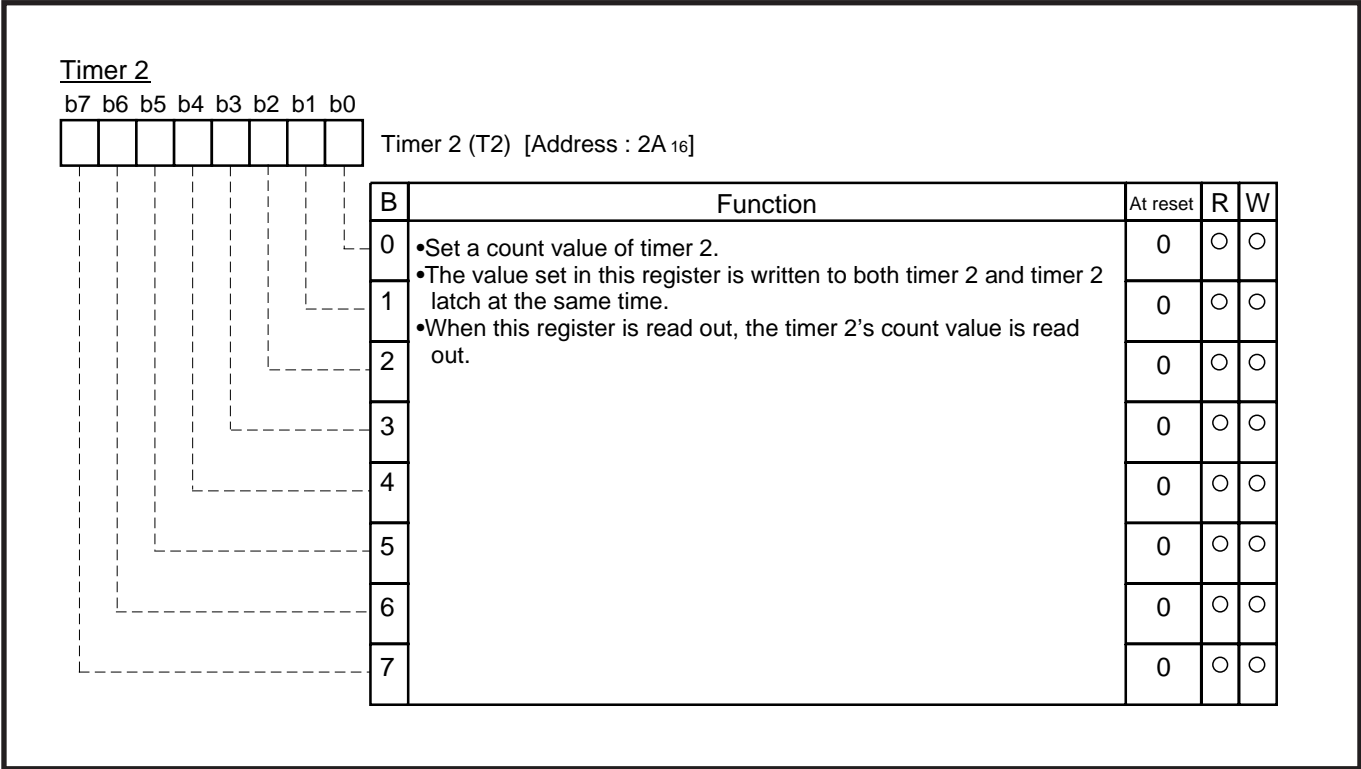 Timer 2
b7 b6 b5 b4 b3 b2 b1 b0
Timer 2 (T2) [Address : 2A 16]
B Function At reset R W
0 •Set a count value of timer 2. 0 ○ ○
•The value set in this register is written to both timer 2 and timer 2
1 latch at the same time. 0 ○ ○
•When this register is read out, the timer 2’s count value is read
2 out. 0 ○ ○
3 0 ○ ○
4 0 ○ ○
5 0 ○ ○
6 0 ○ ○
7 0 ○ ○